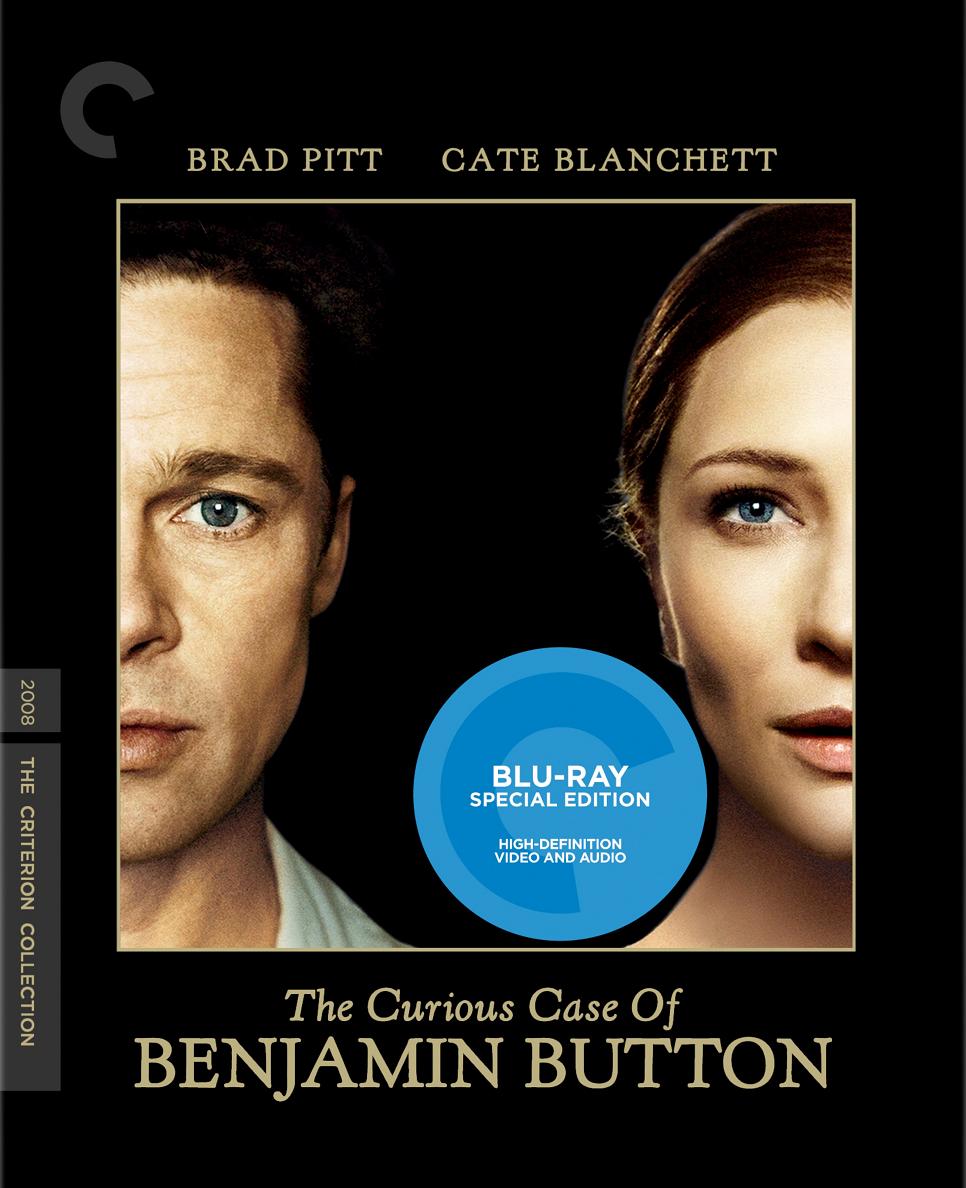 BRAD PITT CATE BLANCHETT
2008
THE CRITERION COLLECTION
BLU-RAY
SPECIAL EDITION
HIGH-DEFINITION
VIDEO AND AUDIO
The Curious Case Of
BENJAMIN BUTTON